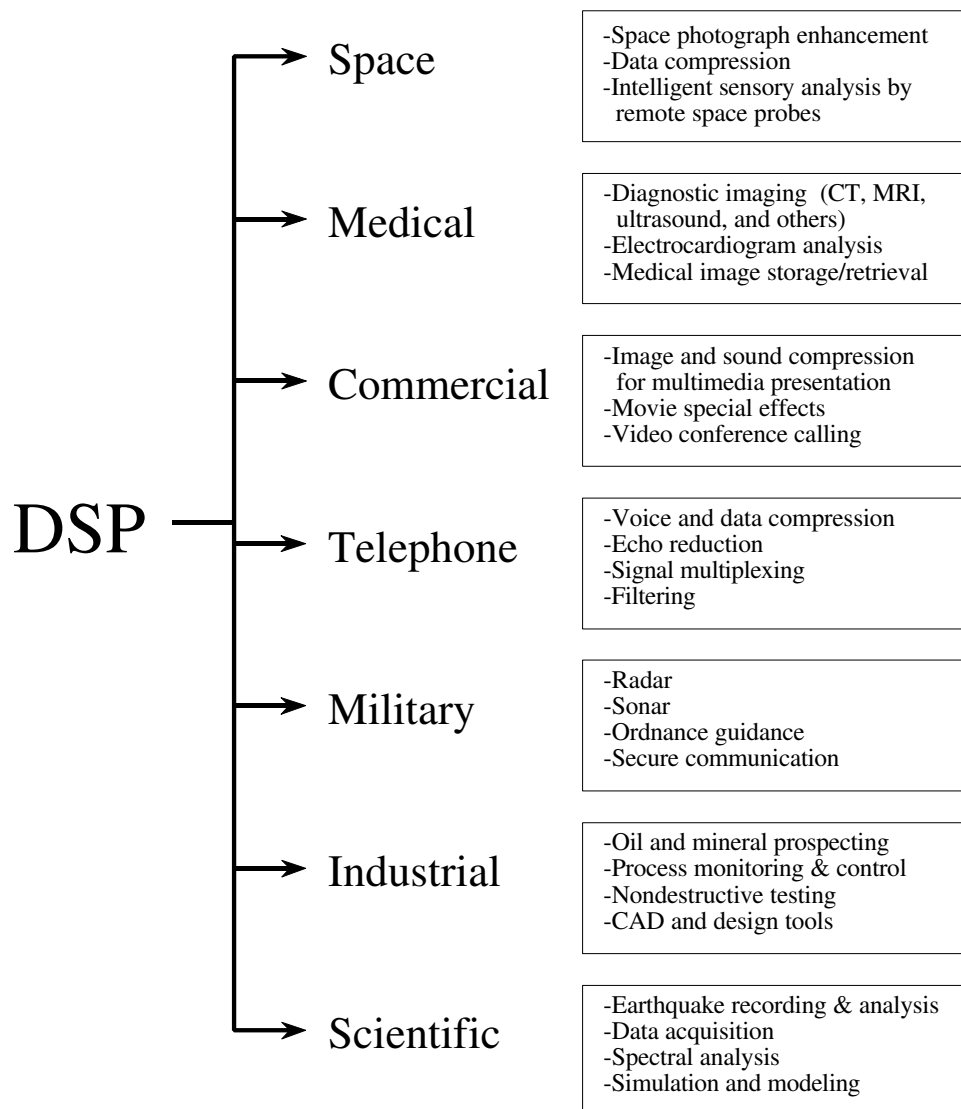 DSP
Space
-Space photograph enhancement
-Data compression
-Intelligent sensory analysis by
remote space probes
Medical
-Diagnostic imaging (CT, MRI,
ultrasound, and others)
-Electrocardiogram analysis
-Medical image storage/retrieval
Commercial
-Image and sound compression
for multimedia presentation
-Movie special effects
-Video conference calling
Telephone
-Voice and data compression
-Echo reduction
-Signal multiplexing
-Filtering
Military
-Radar
-Sonar
-Ordnance guidance
-Secure communication
Industrial
-Oil and mineral prospecting
-Process monitoring & control
-Nondestructive testing
-CAD and design tools
Scientific
-Earthquake recording & analysis
-Data acquisition
-Spectral analysis
-Simulation and modeling